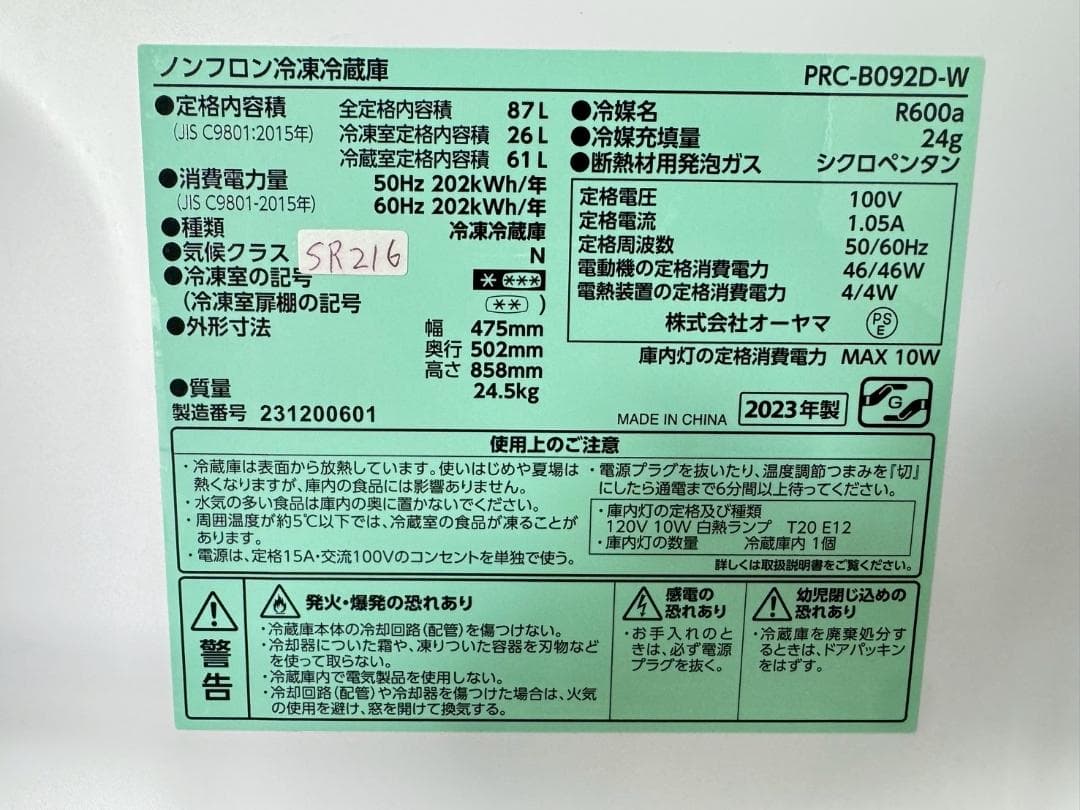 ノンフロン冷凍冷蔵庫 PRC-B092D-W
●定格内容積 全定格内容積 87L
(JIS C9801:2015年) 冷凍室定格内容積 26L
冷蔵室定格内容積 61L
●消費電力量 50Hz 202kWh/年
(JIS C9801-2015年) 60Hz 202kWh/年
●種類 冷凍冷蔵庫
●気候クラス N
SR216
●冷凍室の記号 * ***
(冷凍室扉棚の記号 ** )
●外形寸法 幅 475mm
奥行 502mm
高さ 858mm
●質量 24.5kg
製造番号 231200601
●冷媒名 R600a
●冷媒充填量 24g
●断熱材用発泡ガス シクロペンタン
定格電圧 100V
定格電流 1.05A
定格周波数 50/60Hz
電動機の定格消費電力 46/46W
電熱装置の定格消費電力 4/4W
株式会社オーヤマ PSE
庫内灯の定格消費電力 MAX 10W
MADE IN CHINA 2023年製 G
使用上のご注意
・冷蔵庫は表面から放熱しています。使いはじめや夏場は
熱くなりますが、庫内の食品には影響ありません。
・水気の多い食品は庫内の奥に置かないでください。
・周囲温度が約5℃以下では、冷蔵室の食品が凍ることが
あります。
・電源は、定格15A・交流100Vのコンセントを単独で使う。
・電源プラグを抜いたり、温度調節つまみを『切』
にしたら通電まで6分間以上待ってください。
・庫内灯の定格及び種類
120V 10W 白熱ランプ T20 E12
・庫内灯の数量 冷蔵庫内 1個
詳しくは取扱説明書をご覧ください。
警告
発火・爆発の恐れあり
・冷蔵庫本体の冷却回路(配管)を傷つけない。
・冷却器についた霜や、凍りついた容器を刃物など
を使って取らない。
・冷蔵庫内で電気製品を使用しない。
・冷却回路(配管)や冷却器を傷つけた場合は、火気
の使用を避け、窓を開けて換気する。
感電の
恐れあり
・お手入れのと
きは、必ず電源
プラグを抜く。
幼児閉じ込めの
恐れあり
・冷蔵庫を廃棄処分す
るときは、ドアパッキン
をはずす。